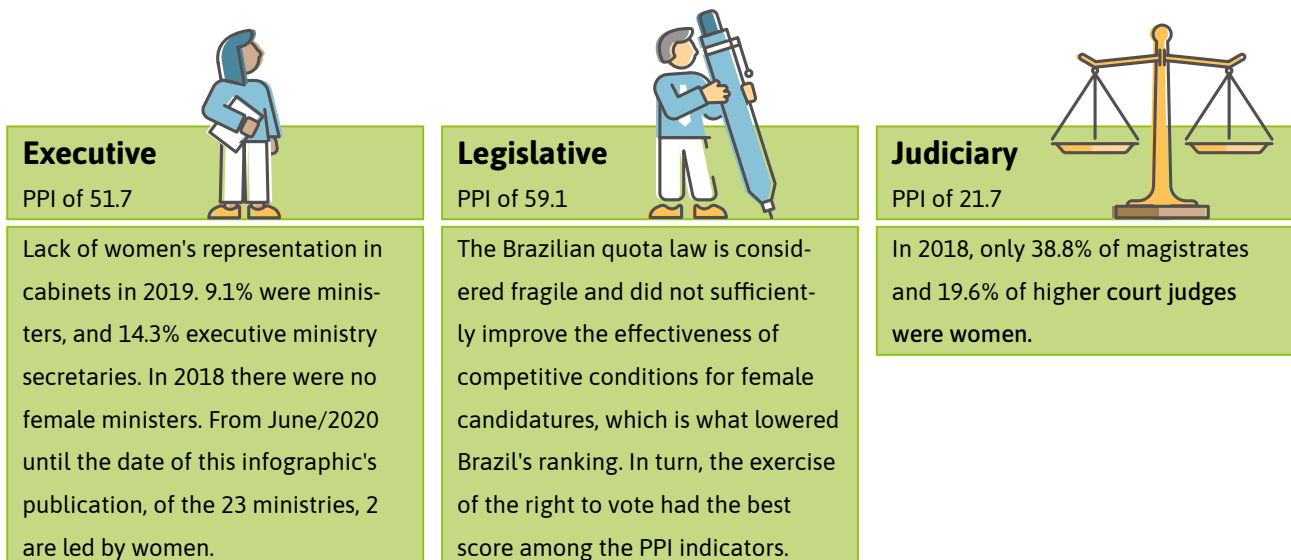 Executive
PPI of 51.7
Lack of women's representation in
cabinets in 2019. 9.1% were minis-
ters, and 14.3% executive ministry
secretaries. In 2018 there were no
female ministers. From June/2020
until the date of this infographic's
publication, of the 23 ministries, 2
are led by women.
Legislative
PPI of 59.1
The Brazilian quota law is consid-
ered fragile and did not sufficient-
ly improve the effectiveness of
competitive conditions for female
candidatures, which is what lowered
Brazil's ranking. In turn, the exercise
of the right to vote had the best
score among the PPI indicators.
Judiciary
PPI of 21.7
In 2018, only 38.8% of magistrates
and 19.6% of higher court judges
were women.